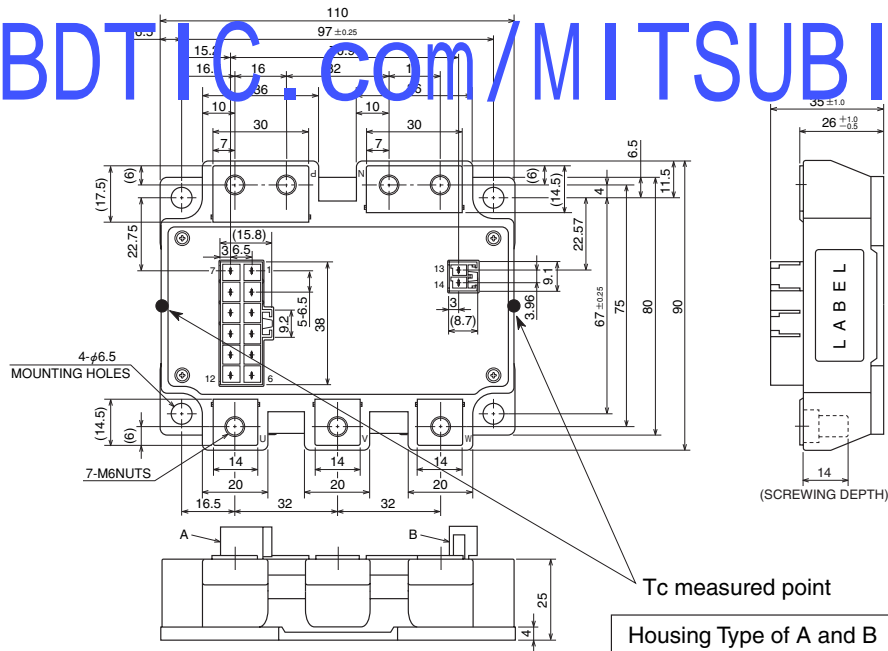 110
97 ±0.25
16 32
36
10 10
30 30
7 7
BDTIC.com/MITSUBI
35 ±1.0
26 +1.0 -0.5
6.5
11.5
(6) P N (6) 4
(17.5) (14.5)
22.75 22.57
(15.8)
3 6.5
7 1 13
14
9.1
3
(8.7)
3.96
5-6.5
9.2
38
67 ±0.25
75
80
90
LABEL
12 6
4-φ6.5
MOUNTING HOLES
(14.5)
(6)
U V W
7-M6NUTS
14 14 14
20 20 20
16.5 32 32
14
(SCREWING DEPTH)
A B
25
4
Tc measured point
Housing Type of A and B